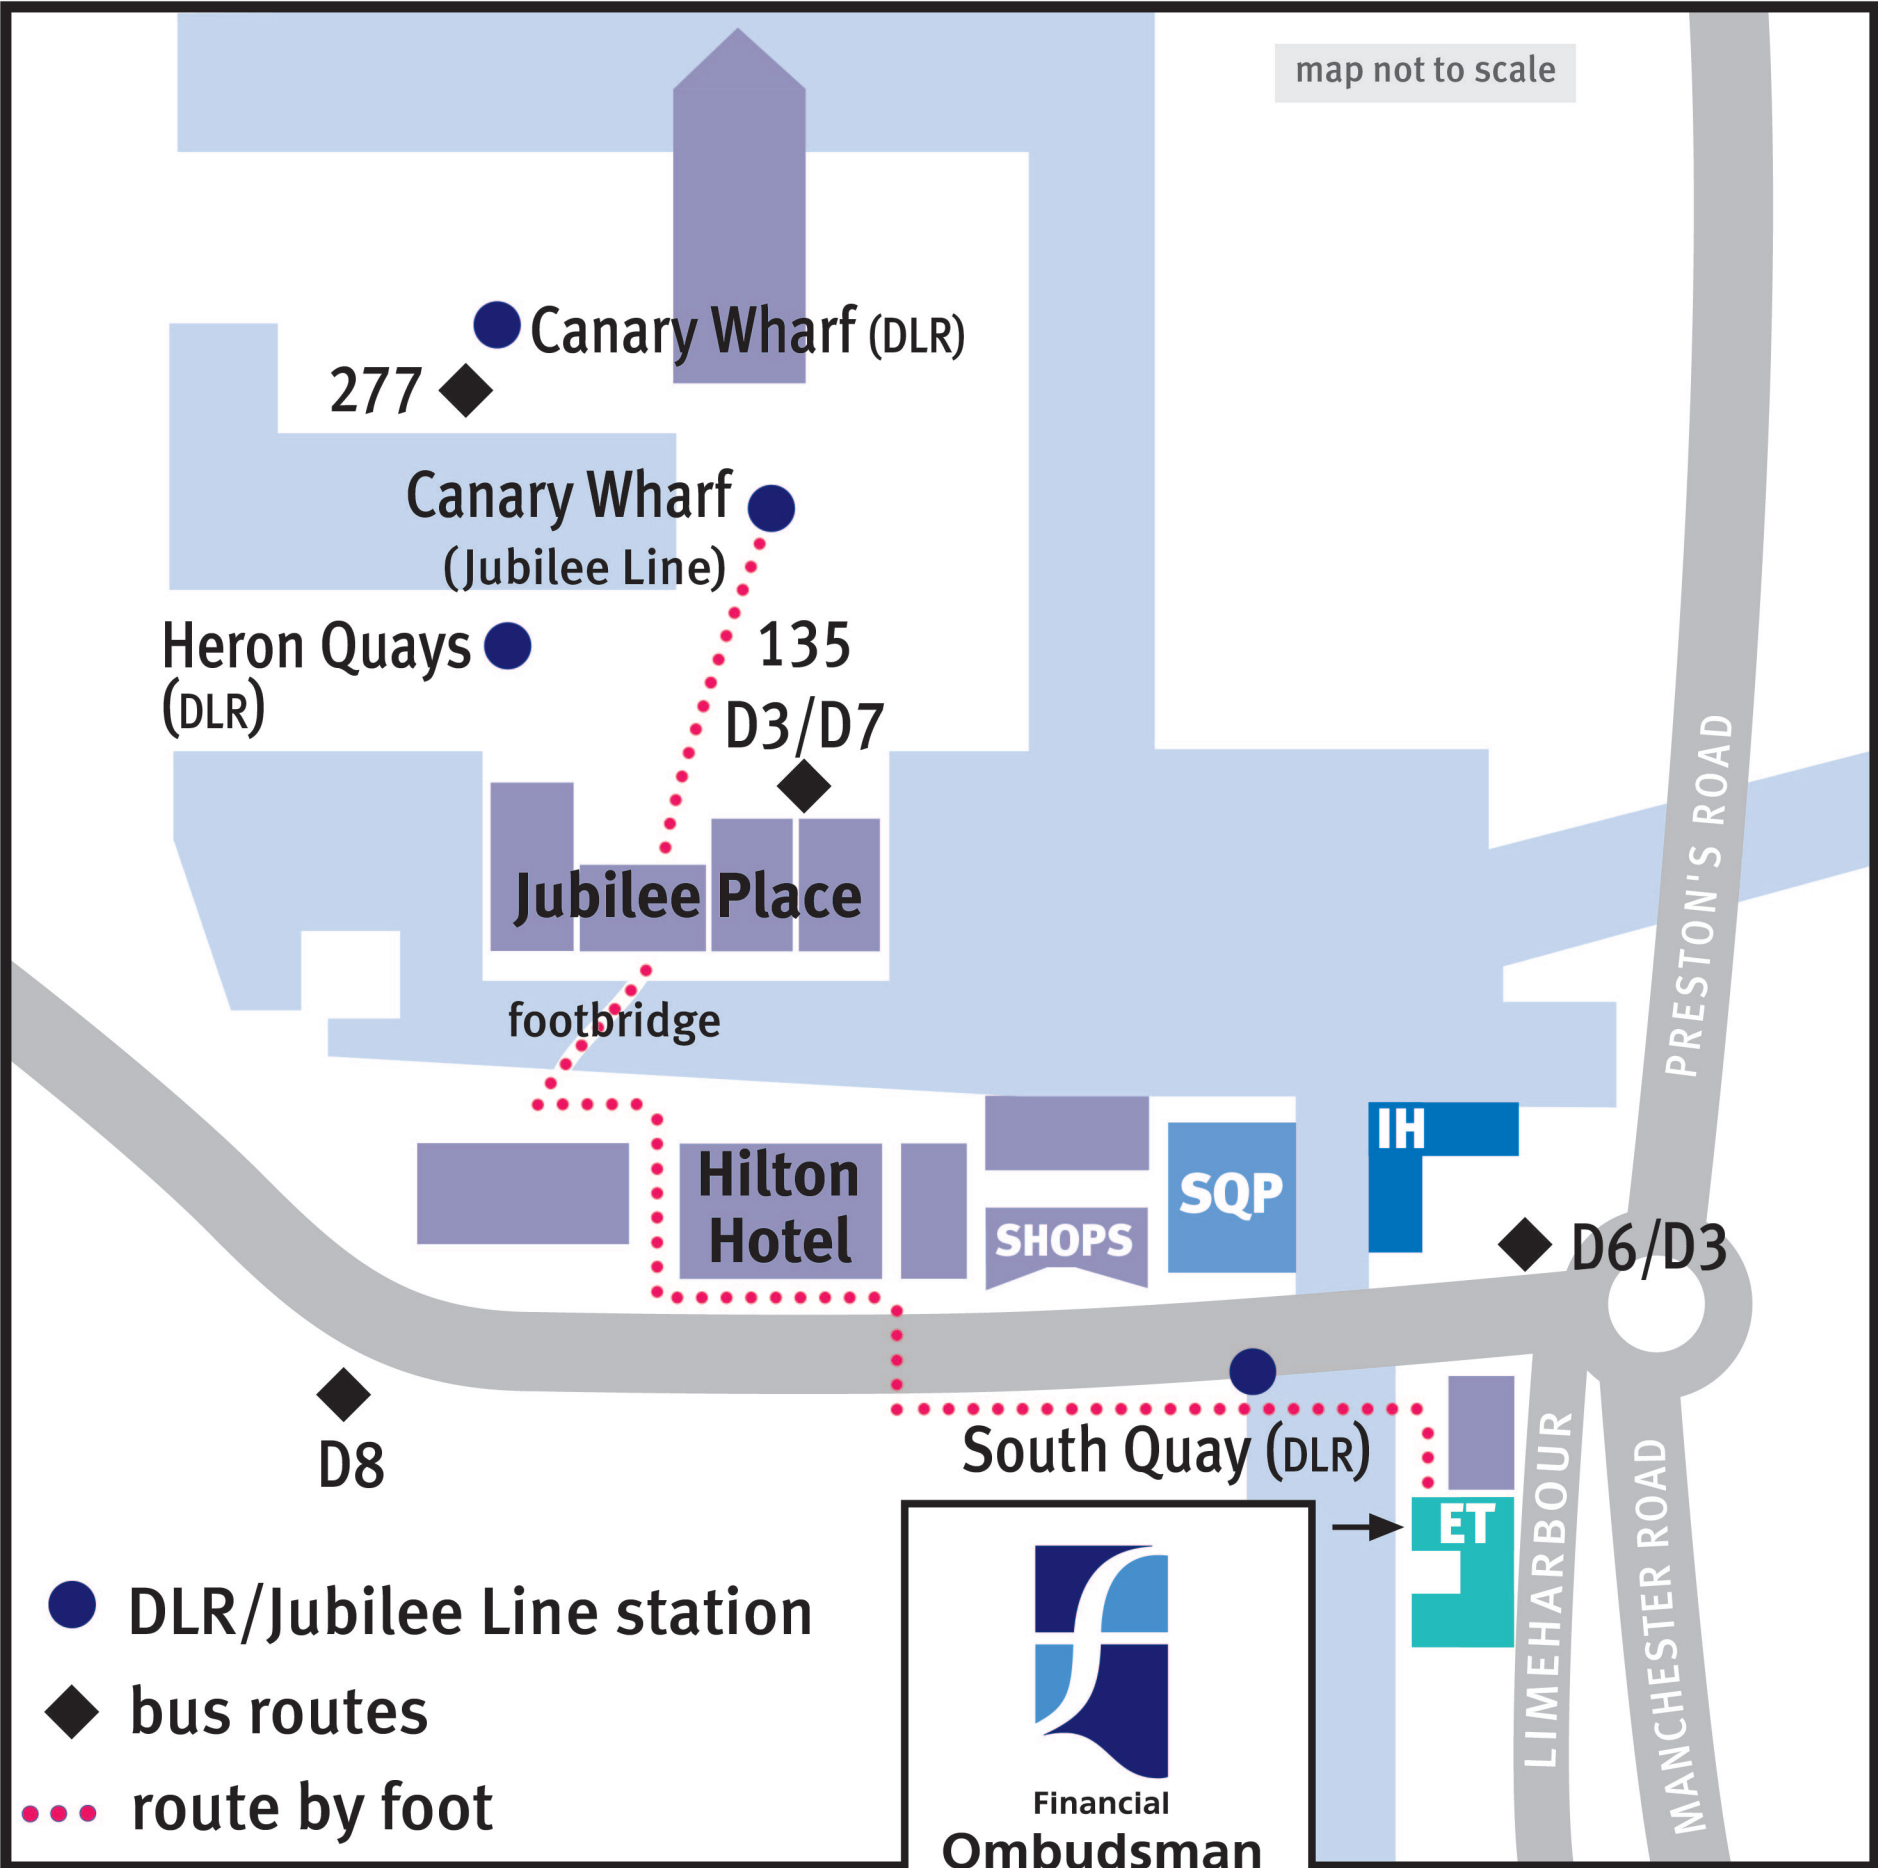 map not to scale
Canary Wharf (DLR)
277
Canary Wharf
(Jubilee Line)
Heron Quays
(DLR)
135
D3/D7
PRESTON'S ROAD
Jubilee Place
footbridge
IH
Hilton
Hotel
SQP
SHOPS
D6/D3
D8
South Quay (DLR)
ET
LIMEHARBOUR
MANCHESTER ROAD
DLR/Jubilee Line station
bus routes
route by foot
Financial
Ombudsman